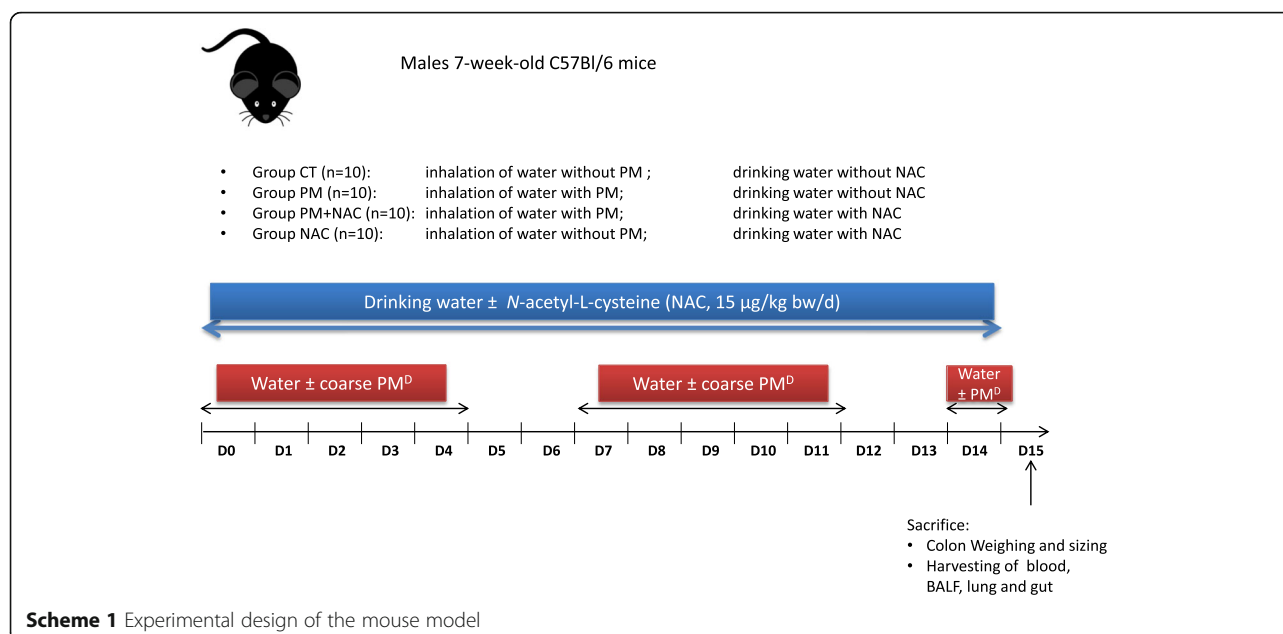 Males 7-week-old C57Bl/6 mice
• Group CT (n=10): inhalation of water without PM ; drinking water without NAC
• Group PM (n=10): inhalation of water with PM; drinking water without NAC
• Group PM+NAC (n=10): inhalation of water with PM; drinking water with NAC
• Group NAC (n=10): inhalation of water without PM; drinking water with NAC
Drinking water ± N-acetyl-L-cysteine (NAC, 15 µg/kg bw/d)
Water ± coarse PMᴰ
Water ± coarse PMᴰ
Water
± PMᴰ
D0 D1 D2 D3 D4 D5 D6 D7 D8 D9 D10 D11 D12 D13 D14 D15
Sacrifice:
• Colon Weighing and sizing
• Harvesting of blood,
BALF, lung and gut
Scheme 1 Experimental design of the mouse model